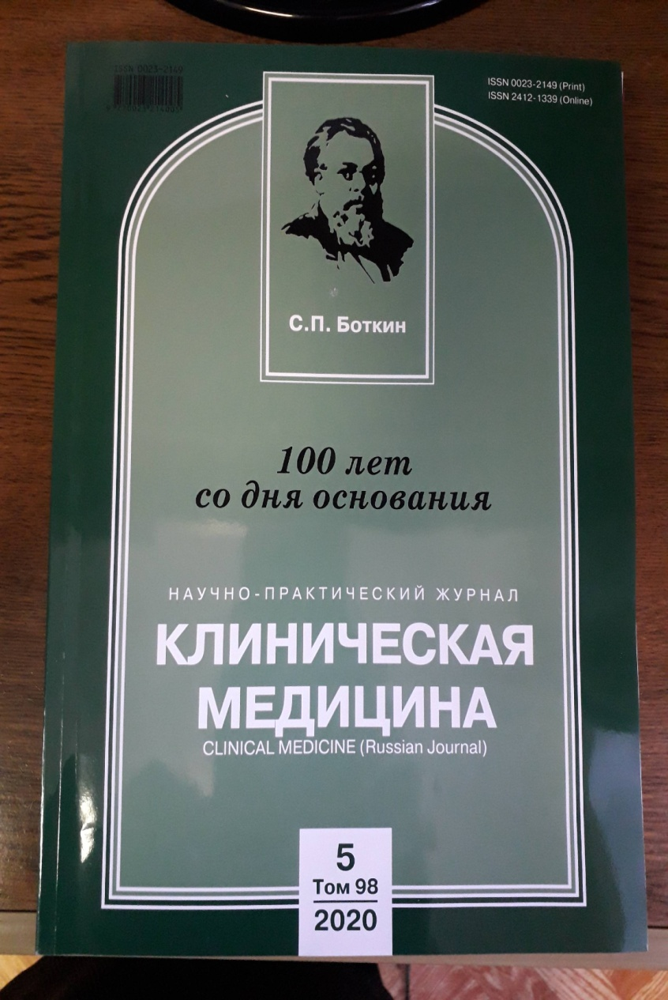 ISSN 0023-2149
ISSN 0023-2149 (Print)
ISSN 2412-1339 (Online)
С.П. Боткин
100 лет
со дня основания
НАУЧНО-ПРАКТИЧЕСКИЙ ЖУРНАЛ
КЛИНИЧЕСКАЯ
МЕДИЦИНА
CLINICAL MEDICINE (Russian Journal)
5
Том 98
2020